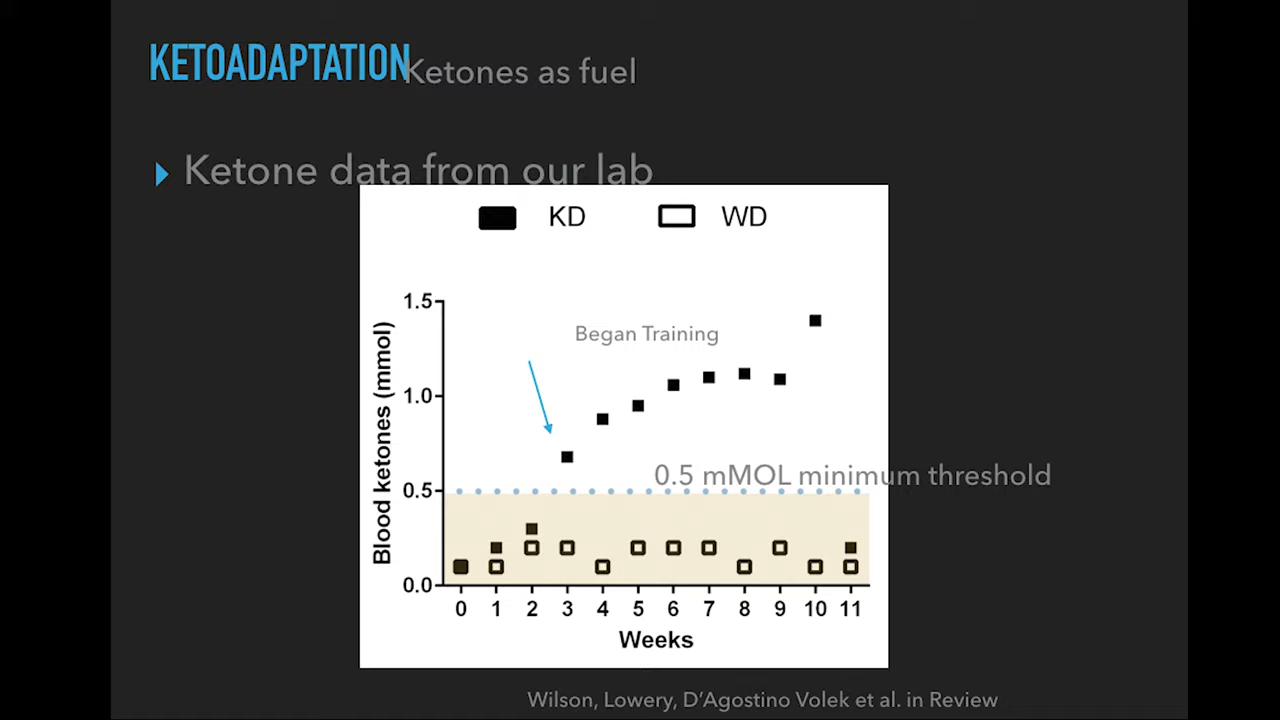 KETOADAPTATION Ketones as fuel
Ketone data from our lab
KD WD
1.5
Began Training
1.0
0.5 mMOL minimum threshold
0.5
0.0
Blood ketones (mmol)
0 1 2 3 4 5 6 7 8 9 10 11
Weeks
Wilson, Lowery, D'Agostino Volek et al. in Review